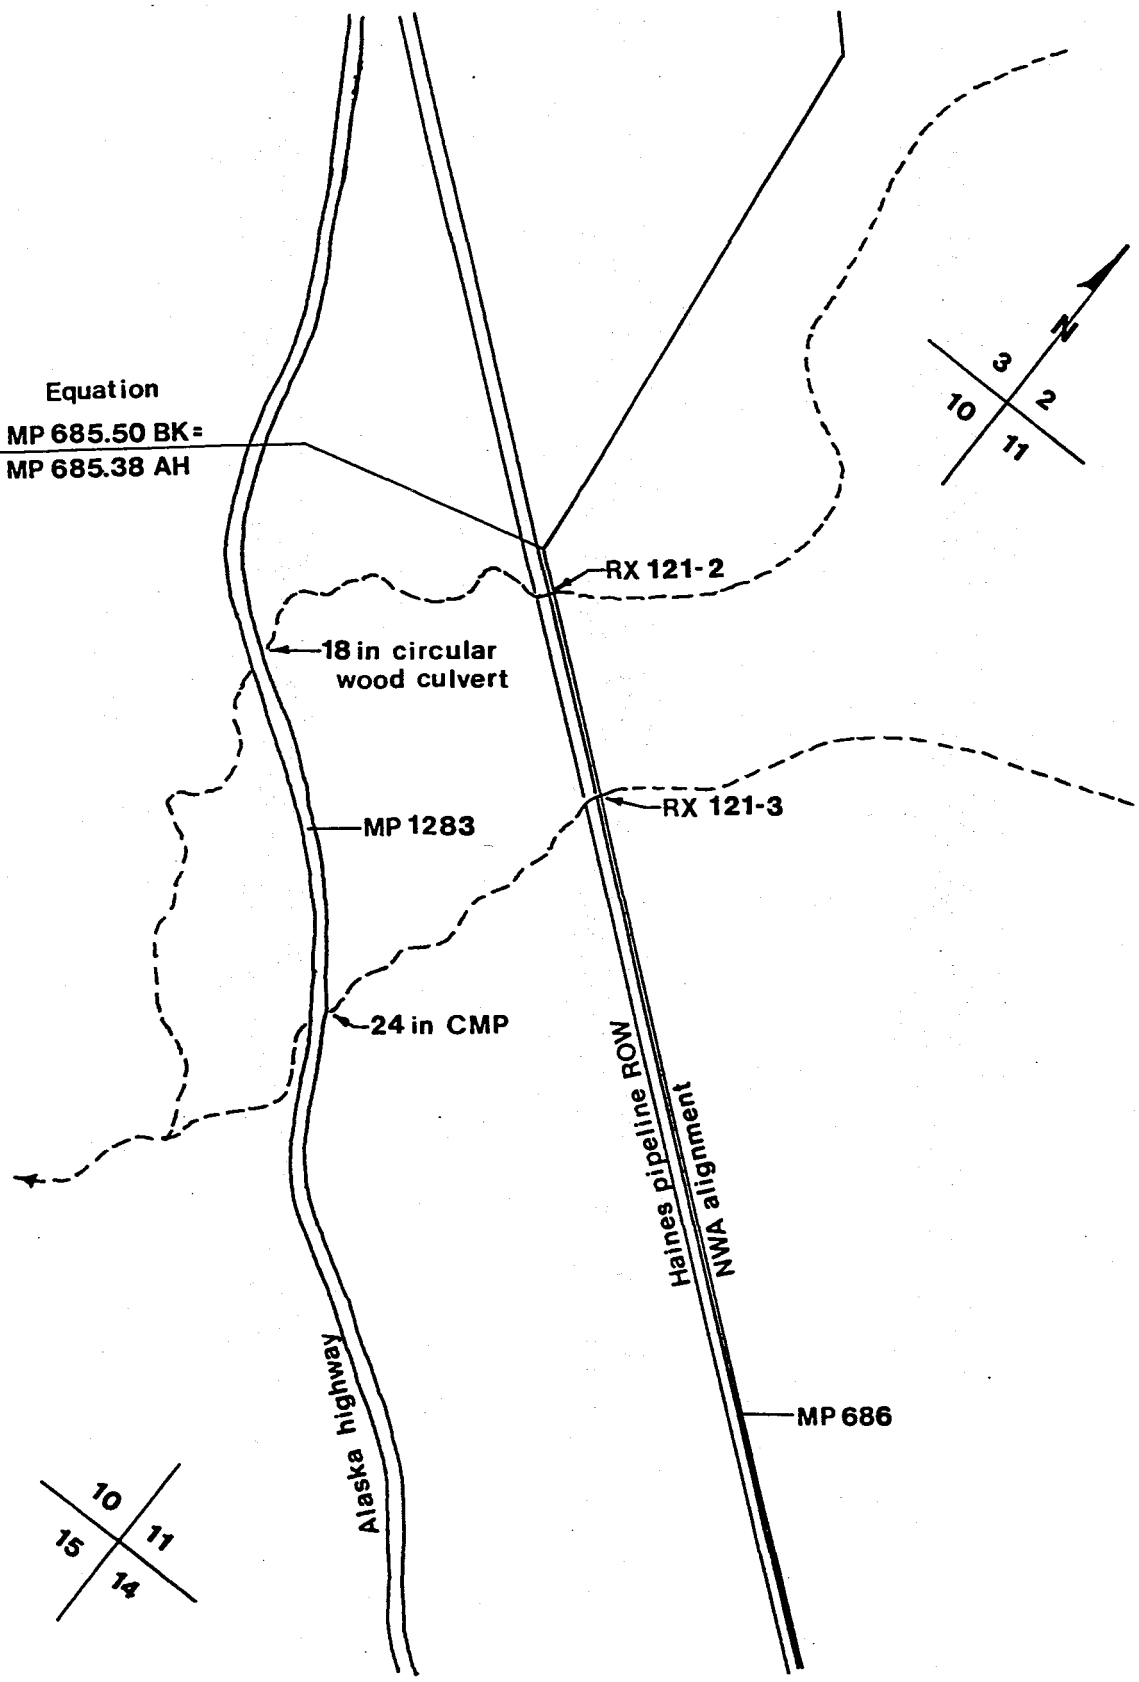 N
3
2
10
11
Equation
MP 685.50 BK=
MP 685.38 AH
RX 121-2
18 in circular
wood culvert
RX 121-3
MP 1283
24 in CMP
Haines pipeline ROW
NWA alignment
Alaska highway
MP 686
10
15
11
14